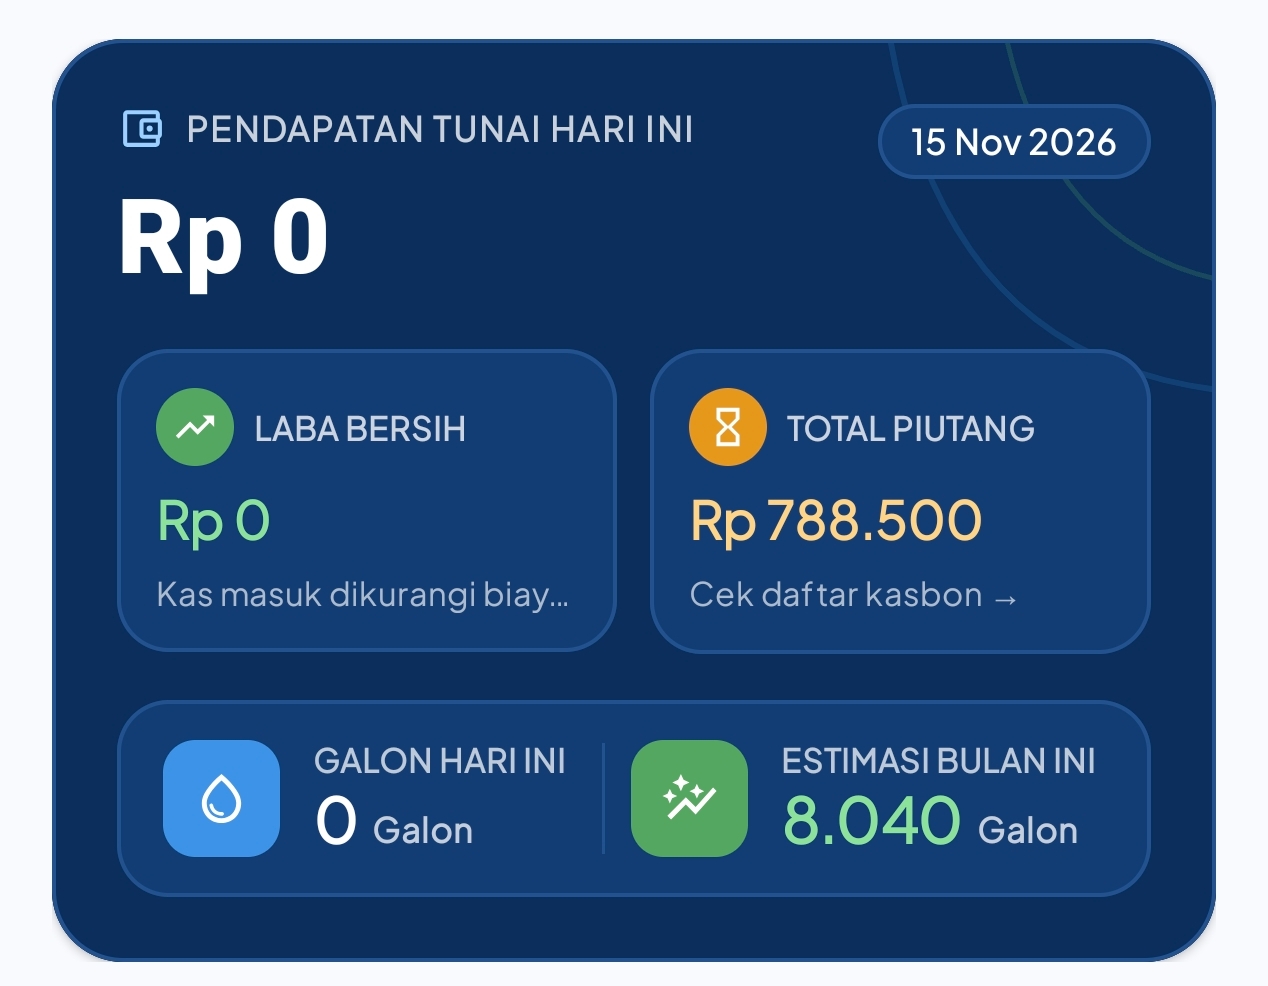 PENDAPATAN TUNAI HARI INI
15 Nov 2026
Rp 0
LABA BERSIH
Rp 0
Kas masuk dikurangi biay...
TOTAL PIUTANG
Rp 788.500
Cek daftar kasbon →
GALON HARI INI
0 Galon
ESTIMASI BULAN INI
8.040 Galon